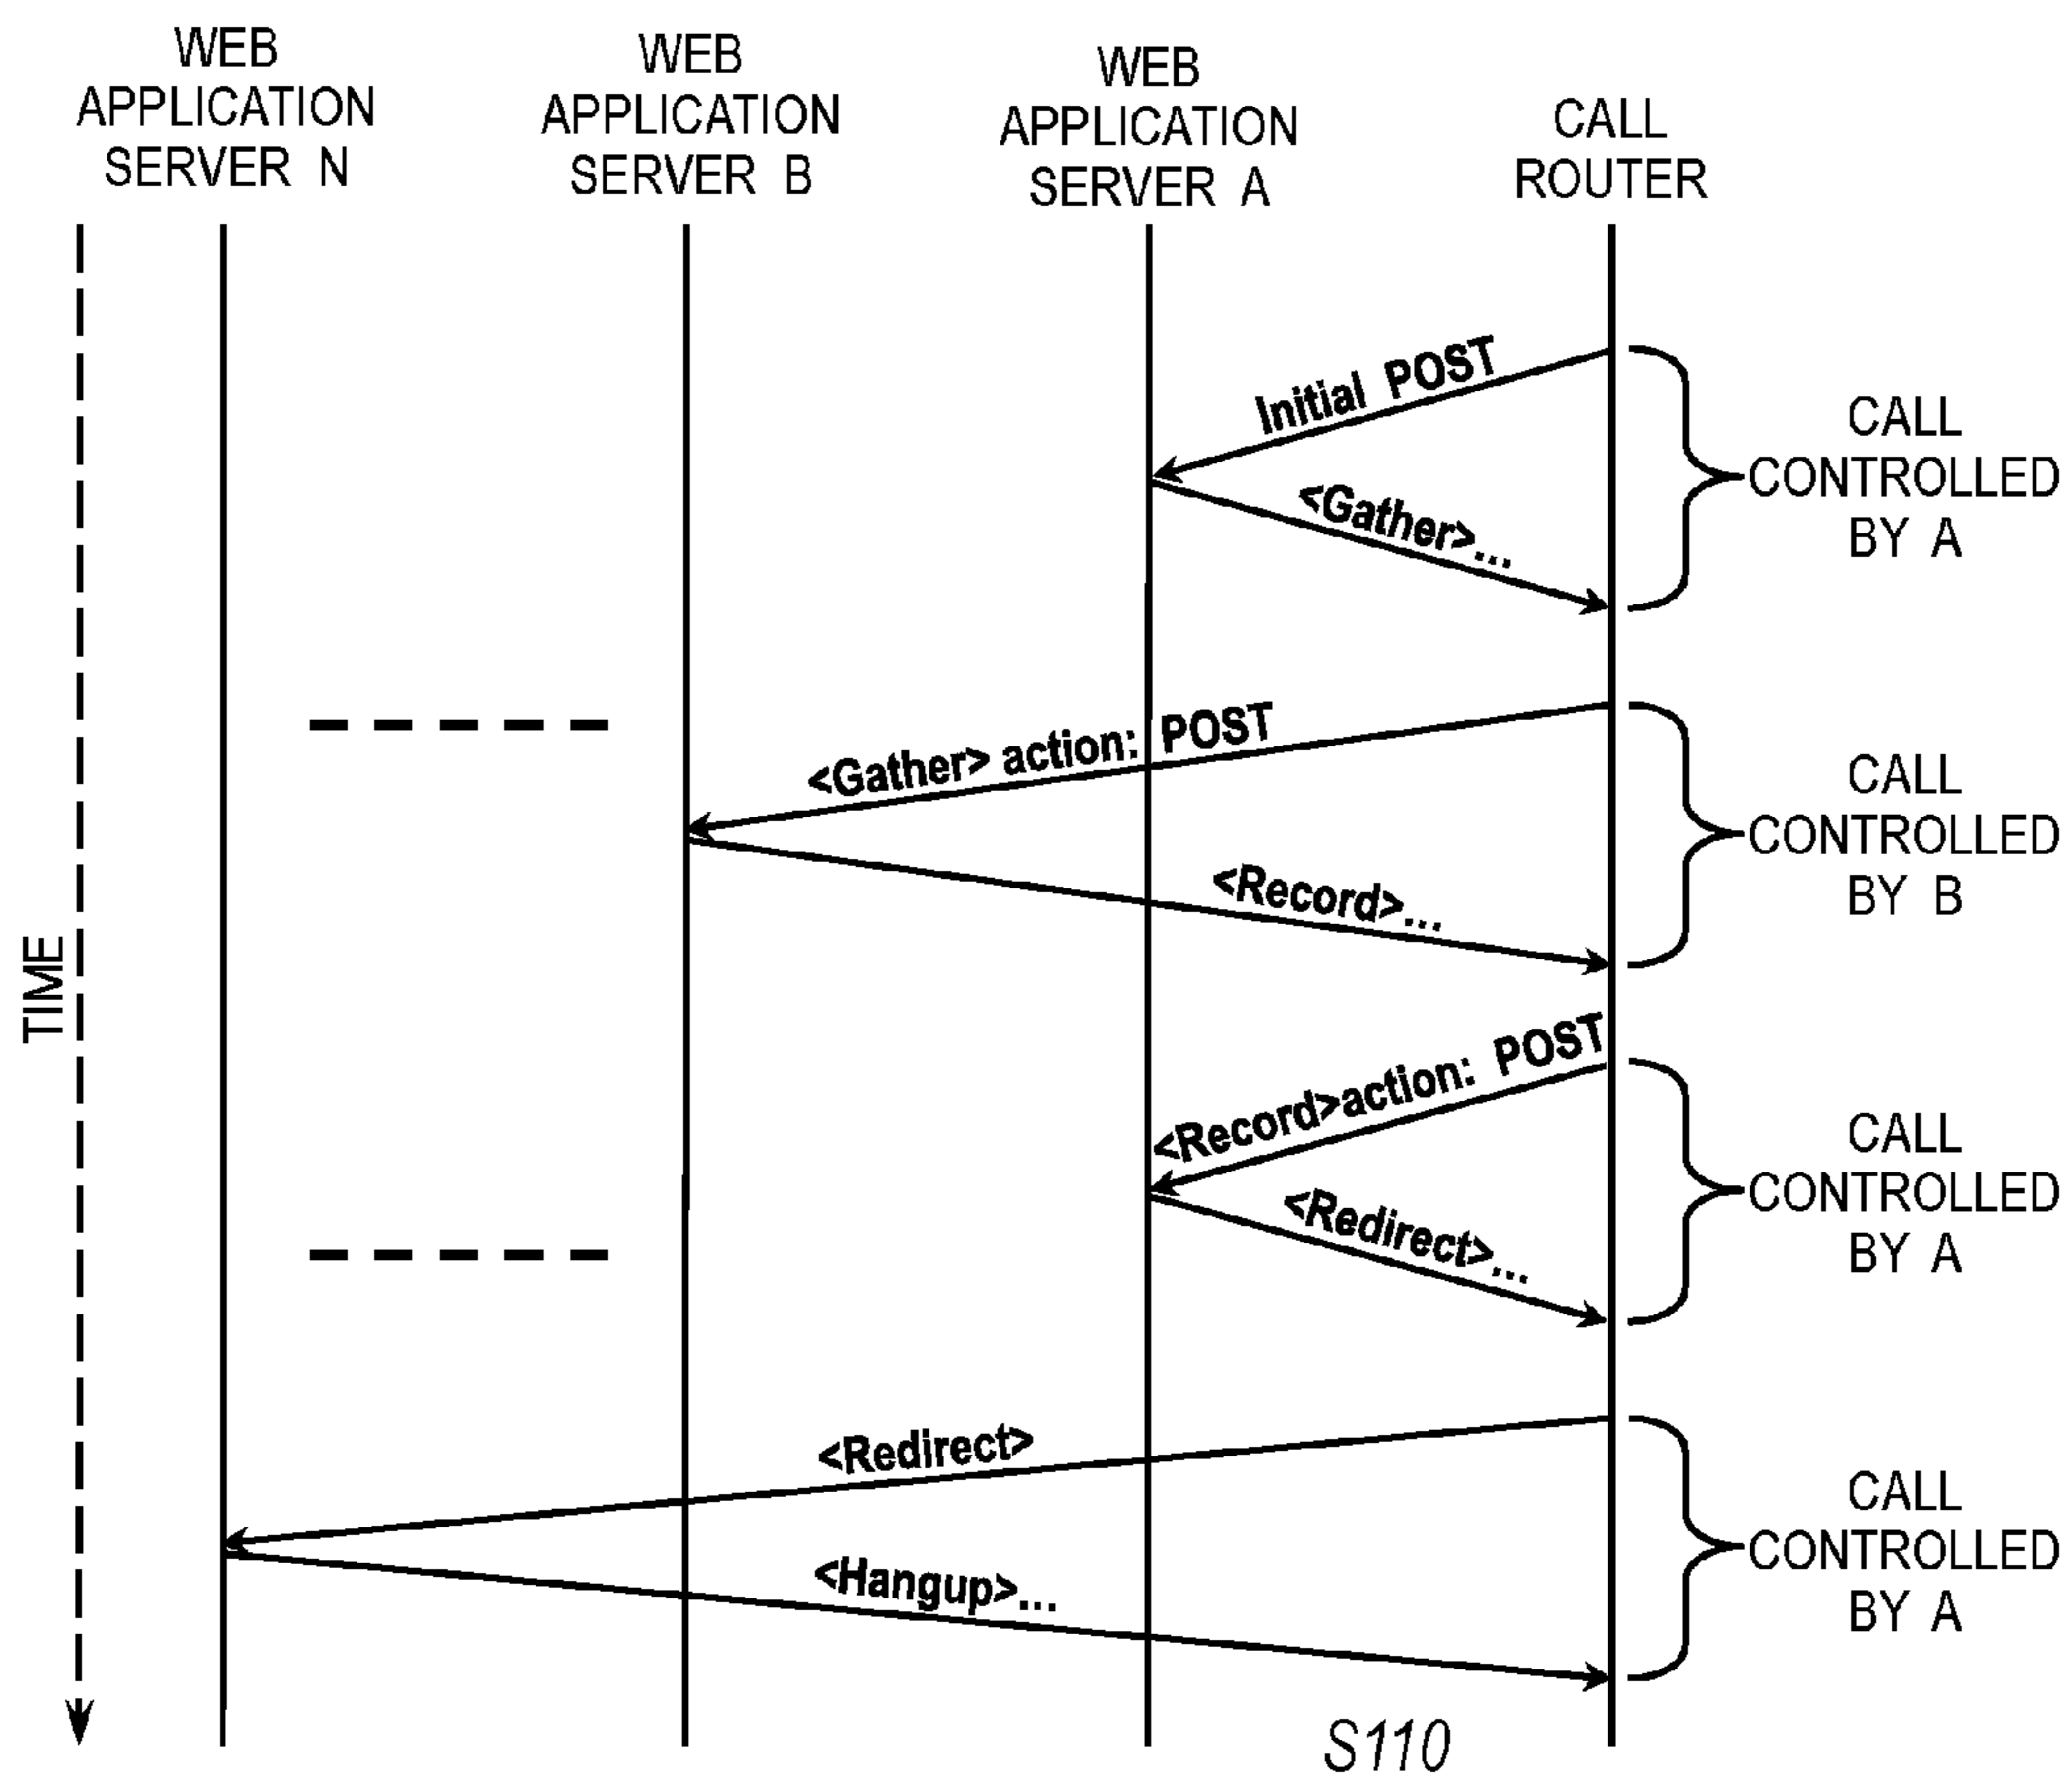 WEB
APPLICATION
SERVER N
WEB
APPLICATION
SERVER B
WEB
APPLICATION
SERVER A
CALL
ROUTER
Initial POST
<Gather>...
CALL
CONTROLLED
BY A
<Gather> action: POST
<Record>...
CALL
CONTROLLED
BY B
TIME
<Record>action: POST
<Redirect>...
CALL
CONTROLLED
BY A
<Redirect>
<Hangup>...
CALL
CONTROLLED
BY A
S110